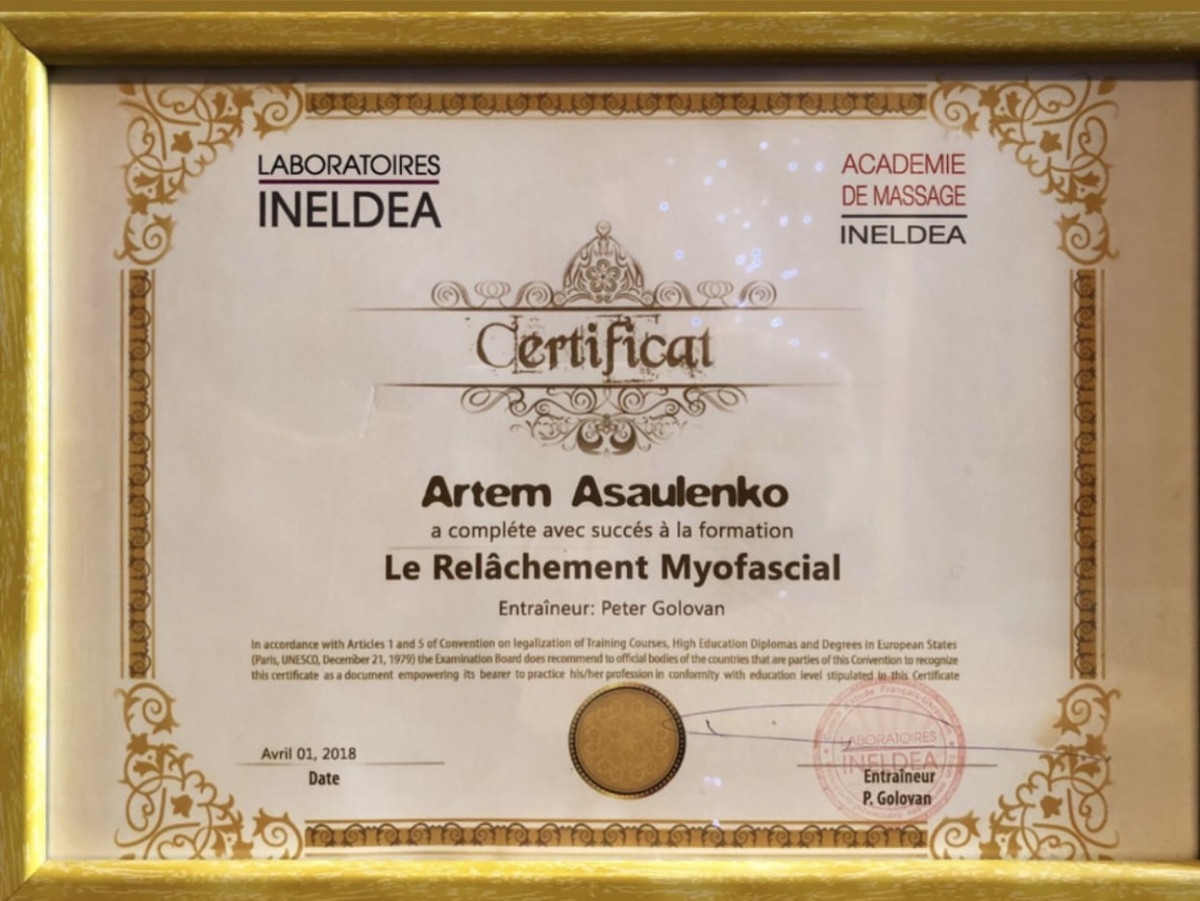 LABORATOIRES
INELDEA
ACADEMIE
DE MASSAGE
INELDEA
Certificat
Artem Asaulenko
a compléte avec succés à la formation
Le Relâchement Myofascial
Entraîneur: Peter Golovan
In accordance with Articles 1 and 5 of Convention on legalization of Training Courses, High Education Diplomas and Degrees in European States
(Paris, UNESCO, December 21, 1979) the Examination Board does recommend to official bodies of the countries that are parties of this Convention to recognize
this certificate as a document empowering its bearer to practice his/her profession in conformity with education level stipulated in this Certificate
Avril 01, 2018
Date
LABORATOIRES
INELDEA
Entraîneur
P. Golovan